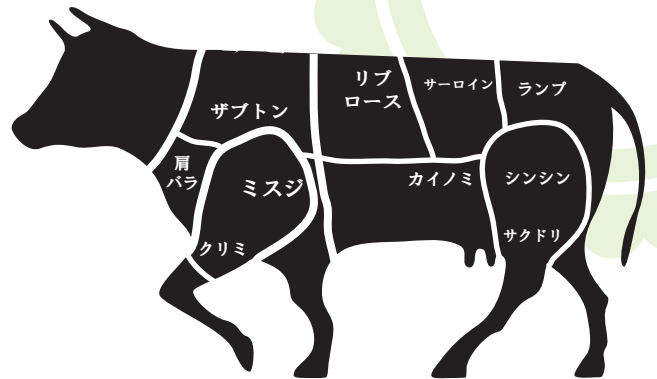 リブ
ロース
サーロイン
ランプ
ザブトン
肩
バラ
ミスジ
カイノミ
シンシン
クリミ
サクドリ